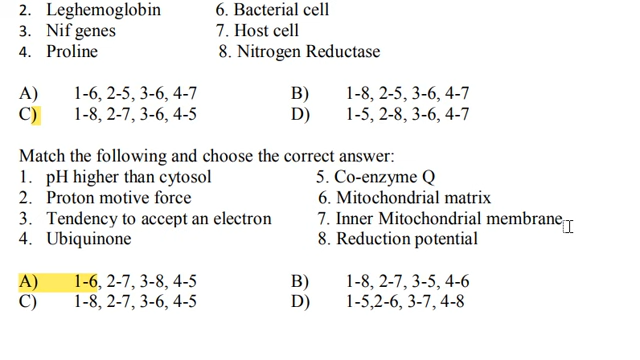 2. Leghemoglobin 6. Bacterial cell
3. Nif genes 7. Host cell
4. Proline 8. Nitrogen Reductase
A) 1-6, 2-5, 3-6, 4-7 B) 1-8, 2-5, 3-6, 4-7
C) 1-8, 2-7, 3-6, 4-5 D) 1-5, 2-8, 3-6, 4-7
Match the following and choose the correct answer:
1. pH higher than cytosol 5. Co-enzyme Q
2. Proton motive force 6. Mitochondrial matrix
3. Tendency to accept an electron 7. Inner Mitochondrial membrane
4. Ubiquinone 8. Reduction potential
A) 1-6, 2-7, 3-8, 4-5 B) 1-8, 2-7, 3-5, 4-6
C) 1-8, 2-7, 3-6, 4-5 D) 1-5,2-6, 3-7, 4-8